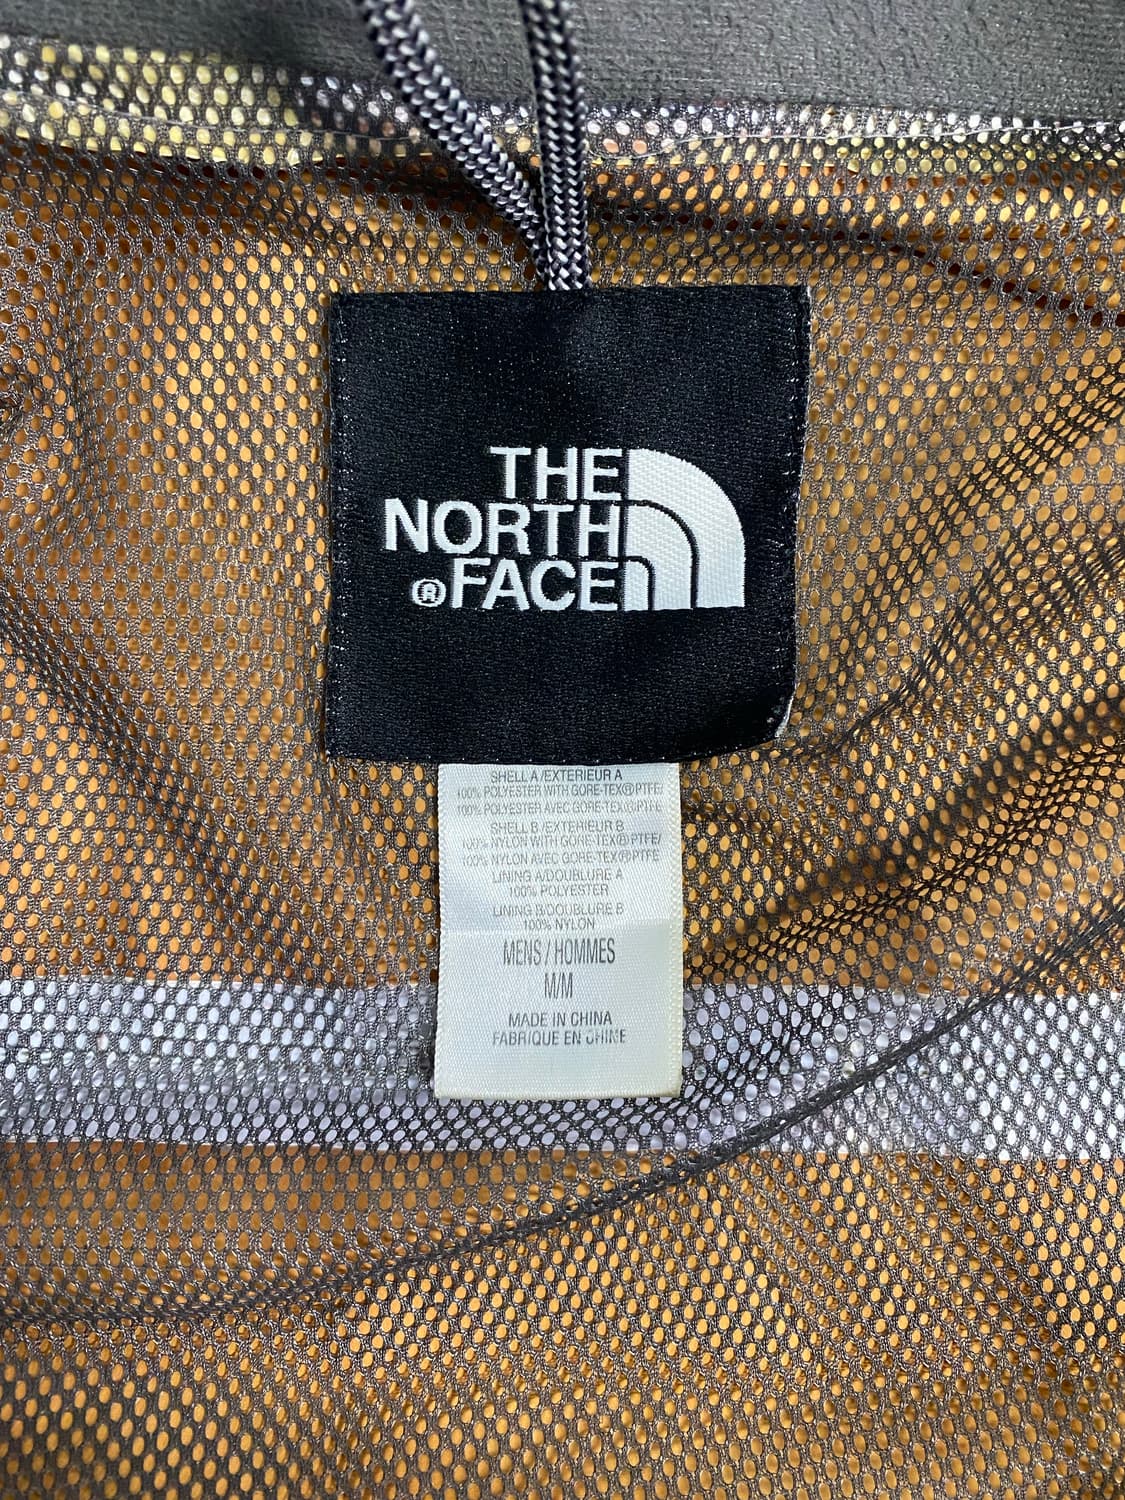 THE
NORTH
®FACE
SHELL A/EXTERIEUR A
100% POLYESTER WITH GORE-TEX®PTFE/
100% POLYESTER AVEC GORE-TEX®PTFE
SHELL B/EXTERIEUR B
100% NYLON WITH GORE-TEX®PTFE/
100% NYLON AVEC GORE-TEX®PTFE
LINING A/DOUBLURE A
100% POLYESTER
LINING B/DOUBLURE B
100% NYLON
MENS / HOMMES
M/M
MADE IN CHINA
FABRIQUE EN CHINE